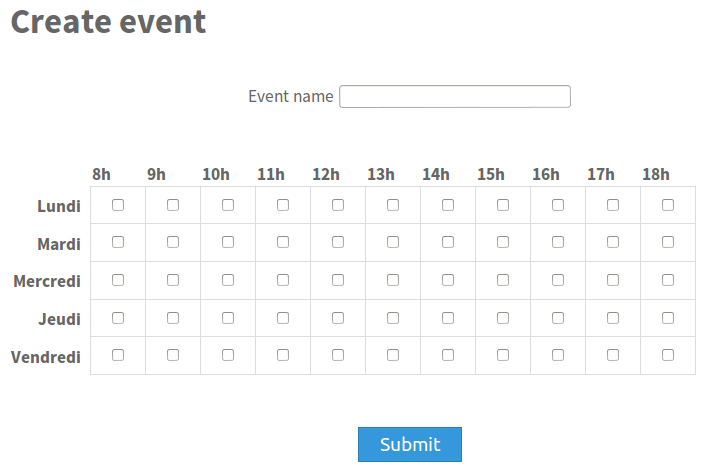 Create event
Event name
8h 9h 10h 11h 12h 13h 14h 15h 16h 17h 18h
Lundi
Mardi
Mercredi
Jeudi
Vendredi
Submit